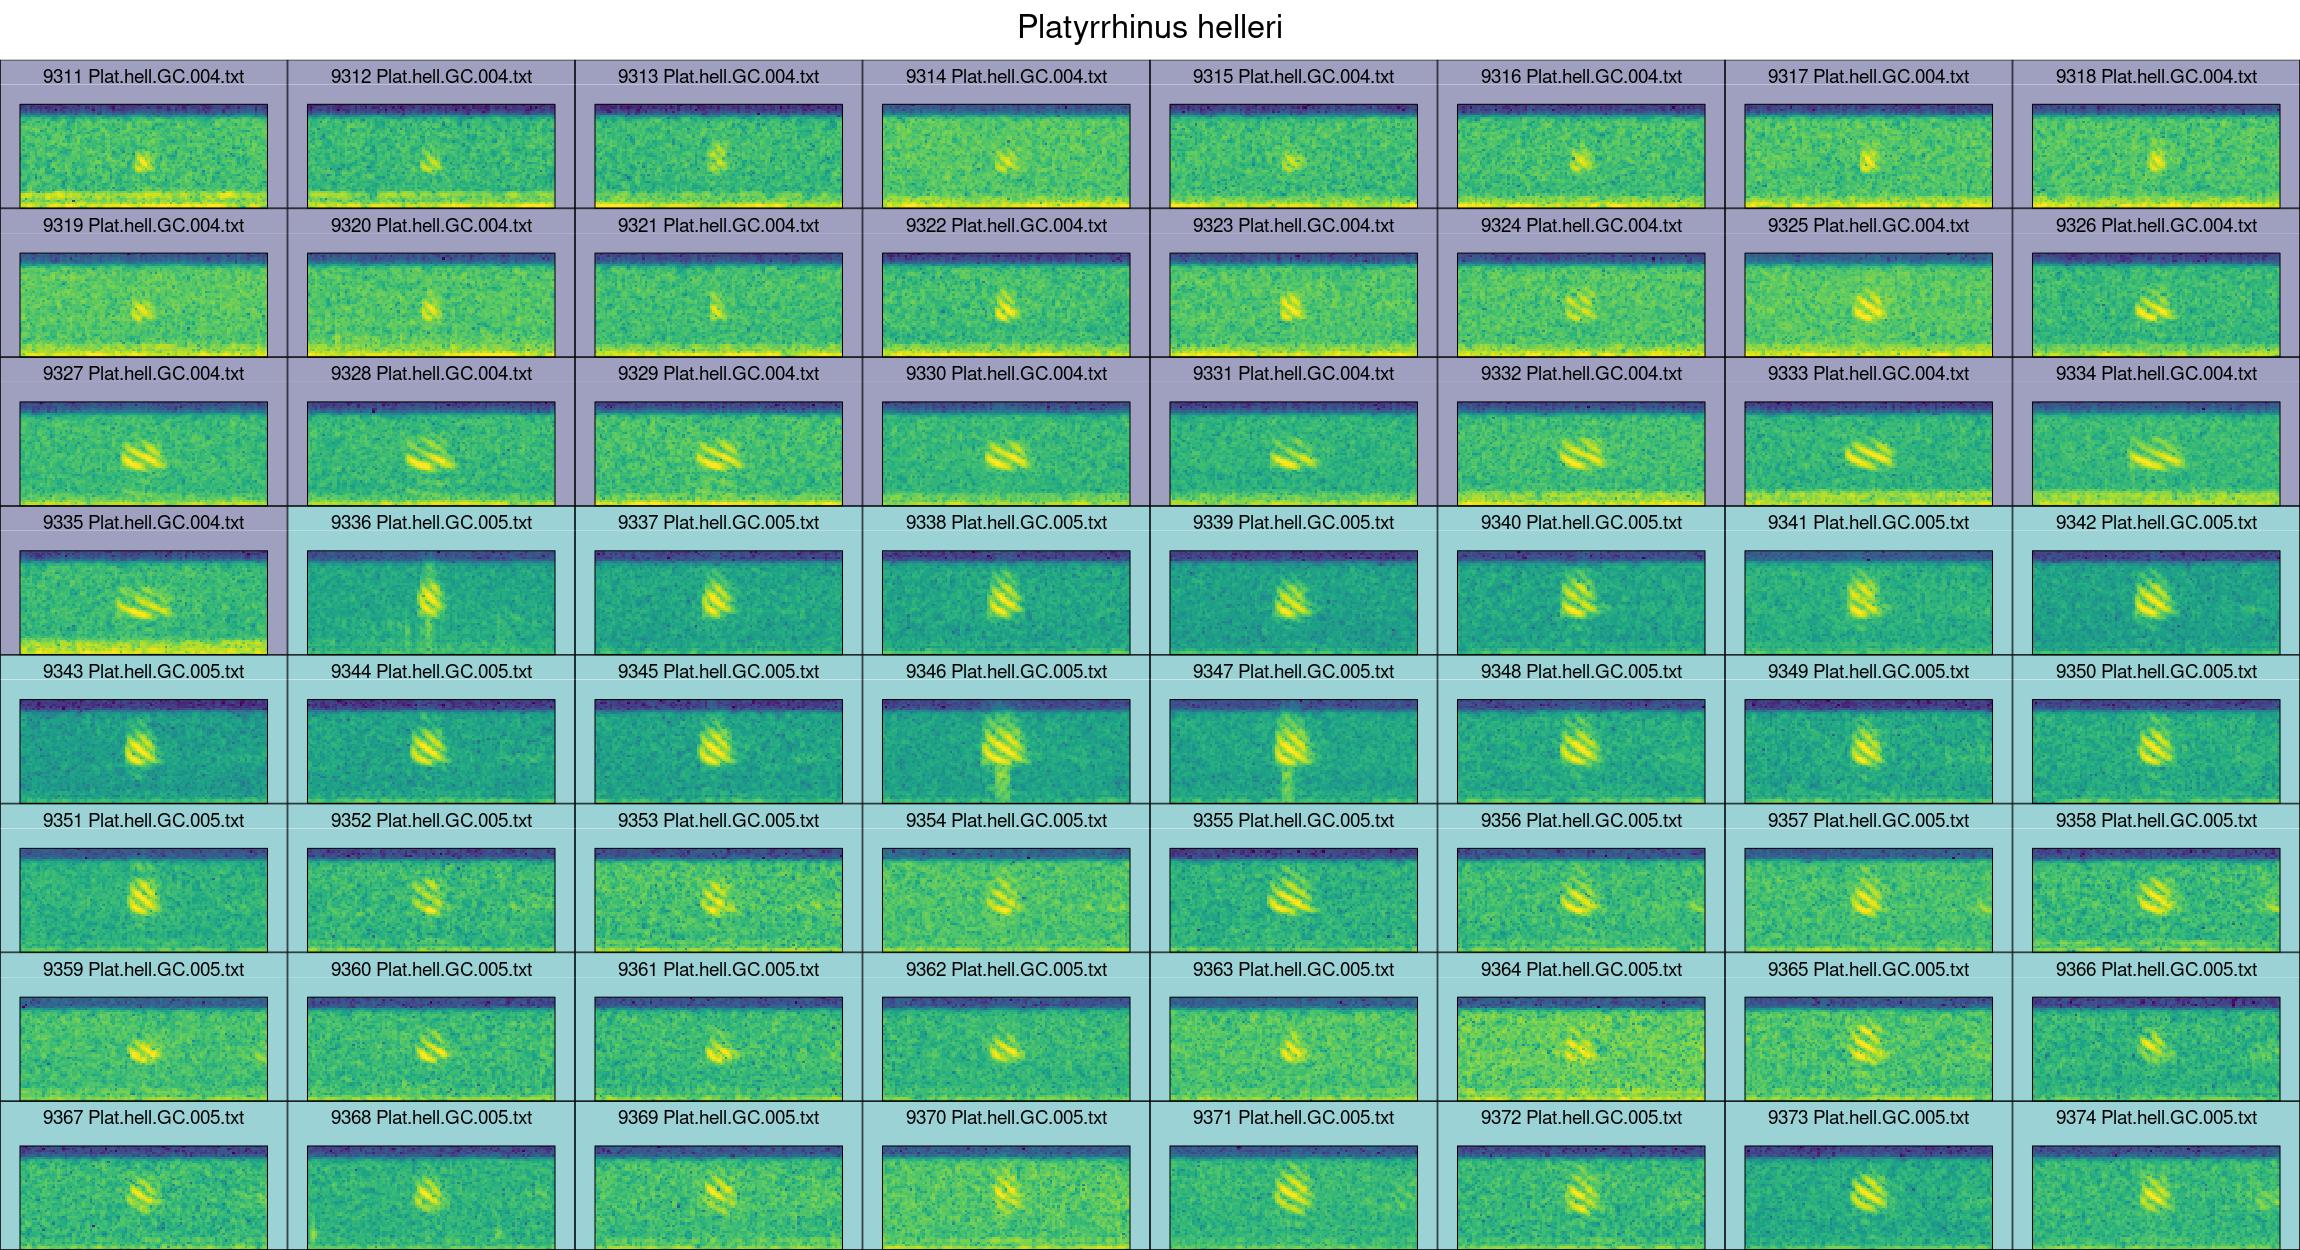 Platyrrhinus helleri
9311 Plat.hell.GC.004.txt 9312 Plat.hell.GC.004.txt 9313 Plat.hell.GC.004.txt 9314 Plat.hell.GC.004.txt 9315 Plat.hell.GC.004.txt 9316 Plat.hell.GC.004.txt 9317 Plat.hell.GC.004.txt 9318 Plat.hell.GC.004.txt
9319 Plat.hell.GC.004.txt 9320 Plat.hell.GC.004.txt 9321 Plat.hell.GC.004.txt 9322 Plat.hell.GC.004.txt 9323 Plat.hell.GC.004.txt 9324 Plat.hell.GC.004.txt 9325 Plat.hell.GC.004.txt 9326 Plat.hell.GC.004.txt
9327 Plat.hell.GC.004.txt 9328 Plat.hell.GC.004.txt 9329 Plat.hell.GC.004.txt 9330 Plat.hell.GC.004.txt 9331 Plat.hell.GC.004.txt 9332 Plat.hell.GC.004.txt 9333 Plat.hell.GC.004.txt 9334 Plat.hell.GC.004.txt
9335 Plat.hell.GC.004.txt 9336 Plat.hell.GC.005.txt 9337 Plat.hell.GC.005.txt 9338 Plat.hell.GC.005.txt 9339 Plat.hell.GC.005.txt 9340 Plat.hell.GC.005.txt 9341 Plat.hell.GC.005.txt 9342 Plat.hell.GC.005.txt
9343 Plat.hell.GC.005.txt 9344 Plat.hell.GC.005.txt 9345 Plat.hell.GC.005.txt 9346 Plat.hell.GC.005.txt 9347 Plat.hell.GC.005.txt 9348 Plat.hell.GC.005.txt 9349 Plat.hell.GC.005.txt 9350 Plat.hell.GC.005.txt
9351 Plat.hell.GC.005.txt 9352 Plat.hell.GC.005.txt 9353 Plat.hell.GC.005.txt 9354 Plat.hell.GC.005.txt 9355 Plat.hell.GC.005.txt 9356 Plat.hell.GC.005.txt 9357 Plat.hell.GC.005.txt 9358 Plat.hell.GC.005.txt
9359 Plat.hell.GC.005.txt 9360 Plat.hell.GC.005.txt 9361 Plat.hell.GC.005.txt 9362 Plat.hell.GC.005.txt 9363 Plat.hell.GC.005.txt 9364 Plat.hell.GC.005.txt 9365 Plat.hell.GC.005.txt 9366 Plat.hell.GC.005.txt
9367 Plat.hell.GC.005.txt 9368 Plat.hell.GC.005.txt 9369 Plat.hell.GC.005.txt 9370 Plat.hell.GC.005.txt 9371 Plat.hell.GC.005.txt 9372 Plat.hell.GC.005.txt 9373 Plat.hell.GC.005.txt 9374 Plat.hell.GC.005.txt